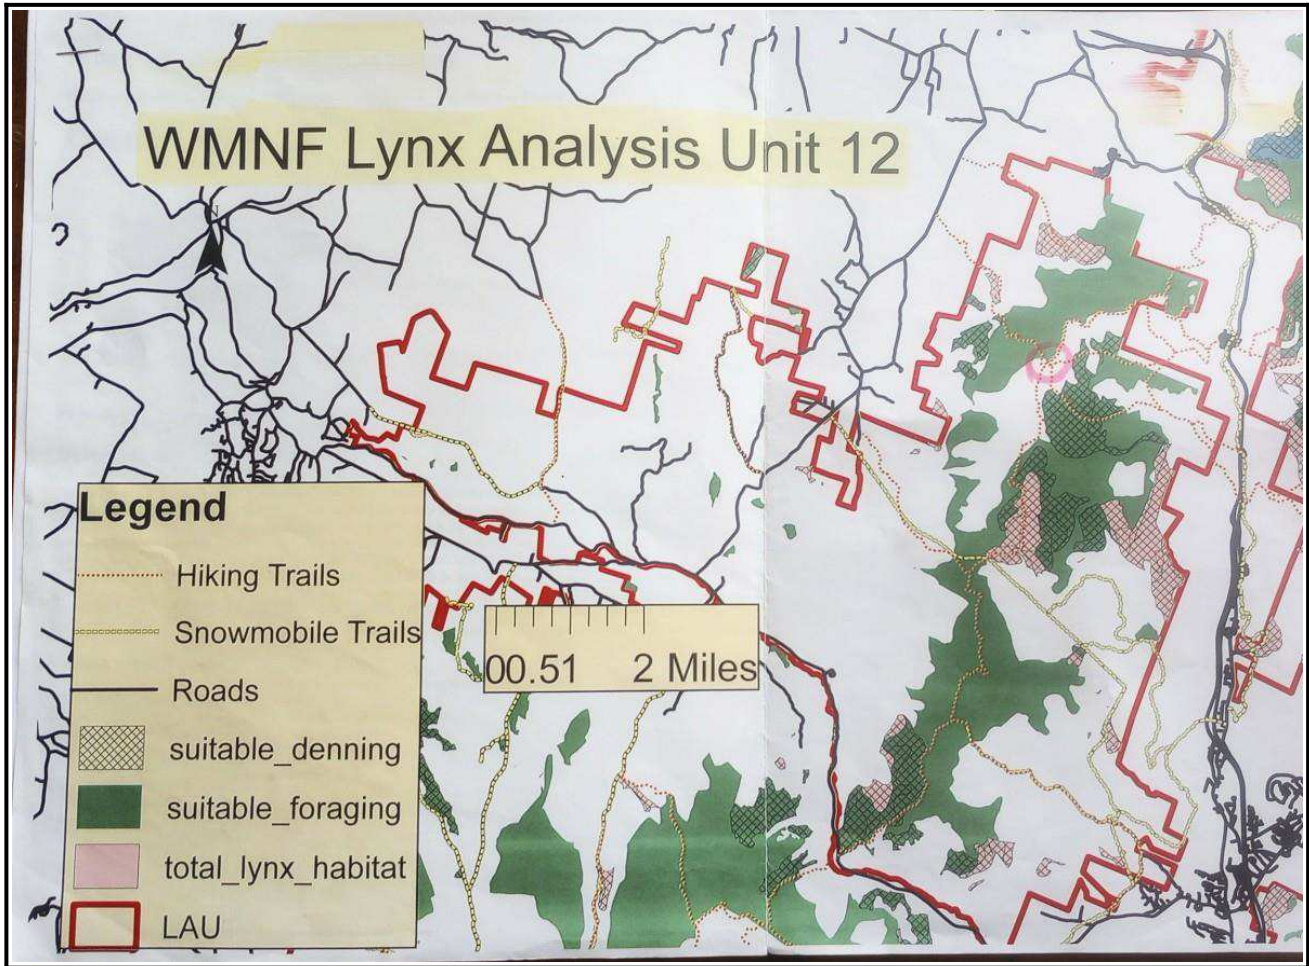 WMNF Lynx Analysis Unit 12
N
Legend
Hiking Trails
Snowmobile Trails
Roads
suitable_denning
suitable_foraging
total_lynx_habitat
LAU
00.51 2 Miles